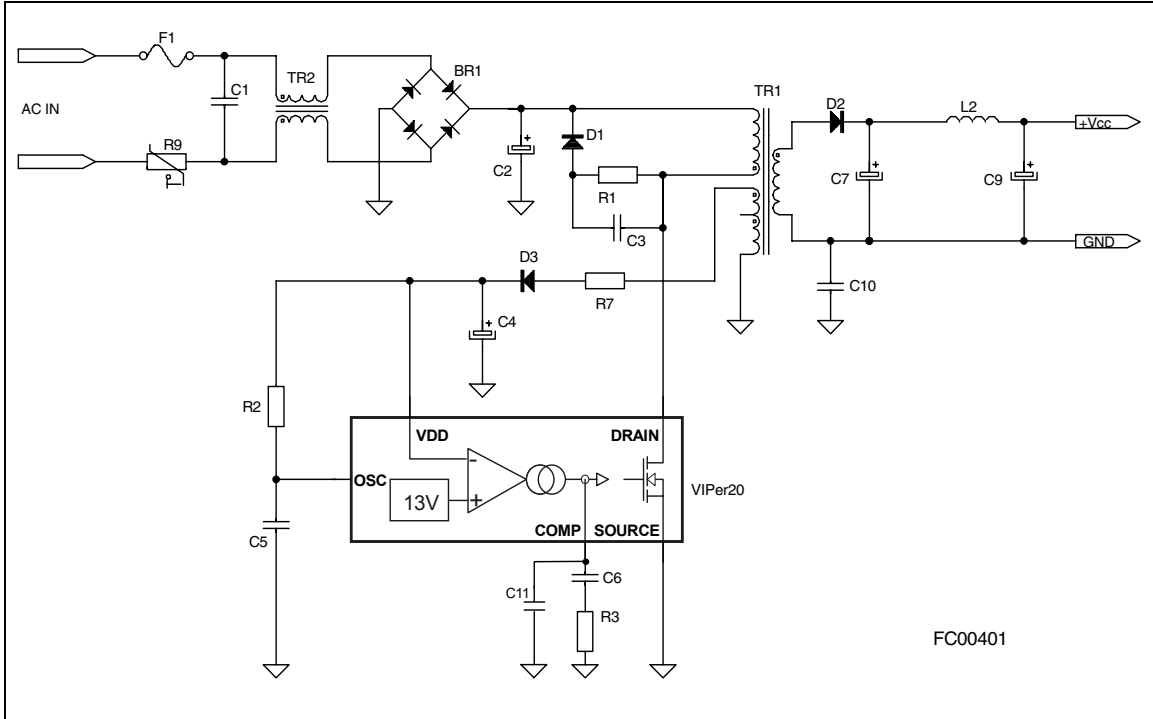 F1
BR1
TR2
C1
AC IN
TR1
D2
L2
+Vcc
D1
R9
C2
R1
C7
C9
C3
GND
D3
R7
C10
C4
R2
VDD
DRAIN
OSC
-
13V
+
VIPer20
COMP
SOURCE
C5
C6
C11
R3
FC00401
+
+
+
+